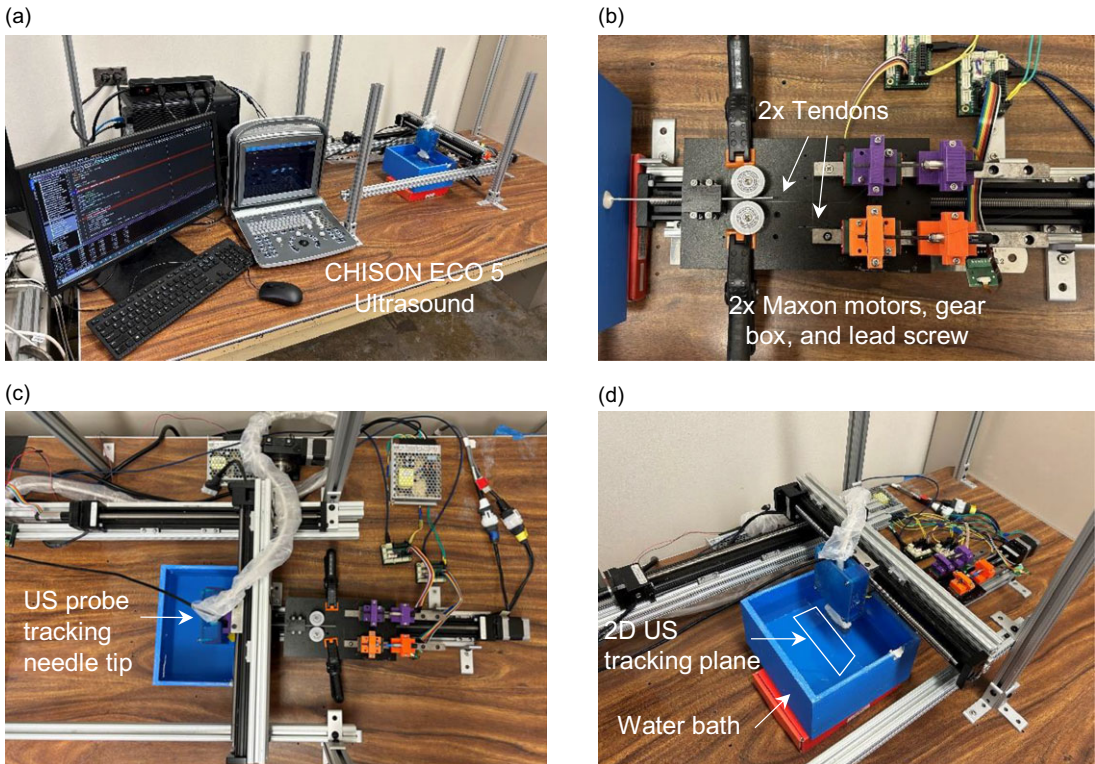 (a)
CHISON ECO 5
Ultrasound
(b)
2x Tendons
2x Maxon motors, gear
box, and lead screw
(c)
US probe
tracking
needle tip
(d)
2D US
tracking plane
Water bath